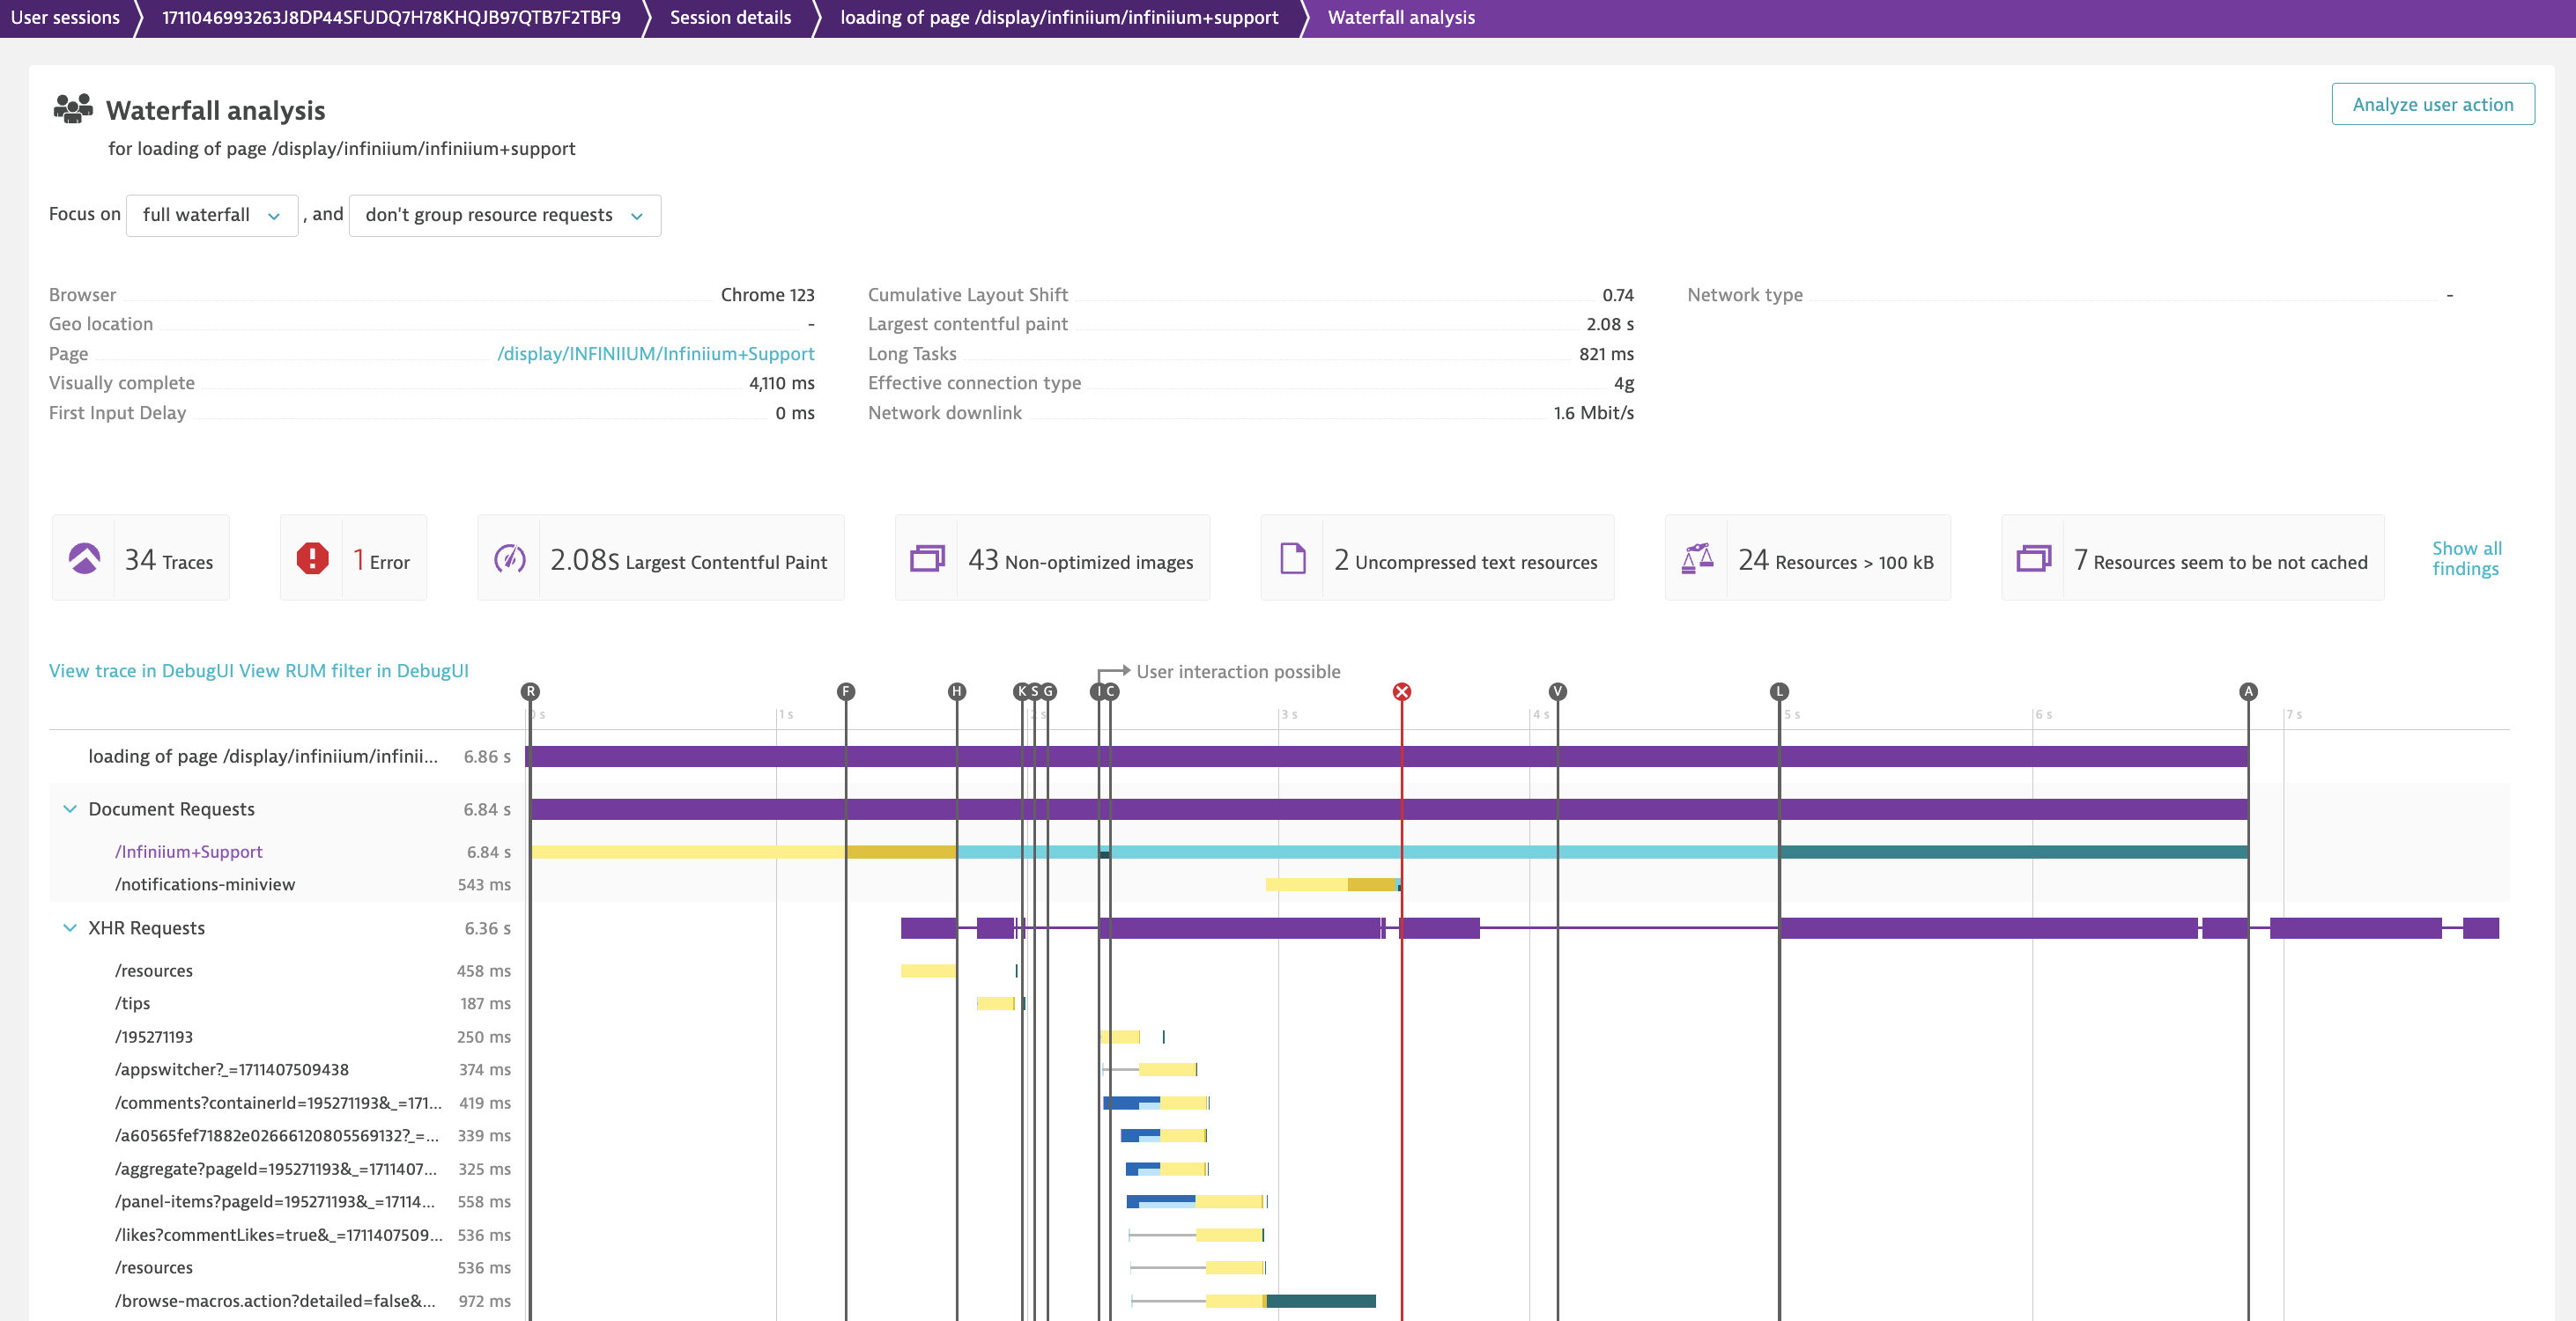 User sessions 1711046993263J8DP44SFUDQ7H78KHQJB97QTB7F2TBF9 Session details loading of page /display/infiniium/infiniium+support Waterfall analysis
Waterfall analysis
Analyze user action
for loading of page /display/infiniium/infiniium+support
Focus on full waterfall , and don't group resource requests
Browser Chrome 123
Geo location -
Page /display/INFINIIUM/Infiniium+Support
Visually complete 4,110 ms
First Input Delay 0 ms
Cumulative Layout Shift 0.74
Largest contentful paint 2.08 s
Long Tasks 821 ms
Effective connection type 4g
Network downlink 1.6 Mbit/s
Network type -
34 Traces
1 Error
2.08s Largest Contentful Paint
43 Non-optimized images
2 Uncompressed text resources
24 Resources > 100 kB
7 Resources seem to be not cached
Show all
findings
View trace in DebugUI View RUM filter in DebugUI
User interaction possible
R F H K S G I C V L A
0 s 1 s 2 s 3 s 4 s 5 s 6 s 7 s
loading of page /display/infiniium/infinii... 6.86 s
Document Requests 6.84 s
/Infiniium+Support 6.84 s
/notifications-miniview 543 ms
XHR Requests 6.36 s
/resources 458 ms
/tips 187 ms
/195271193 250 ms
/appswitcher?_=1711407509438 374 ms
/comments?containerId=195271193&_=171... 419 ms
/a60565fef71882e02666120805569132?_=... 339 ms
/aggregate?pageId=195271193&_=1711407... 325 ms
/panel-items?pageId=195271193&_=17114... 558 ms
/likes?commentLikes=true&_=1711407509... 536 ms
/resources 536 ms
/browse-macros.action?detailed=false&... 972 ms